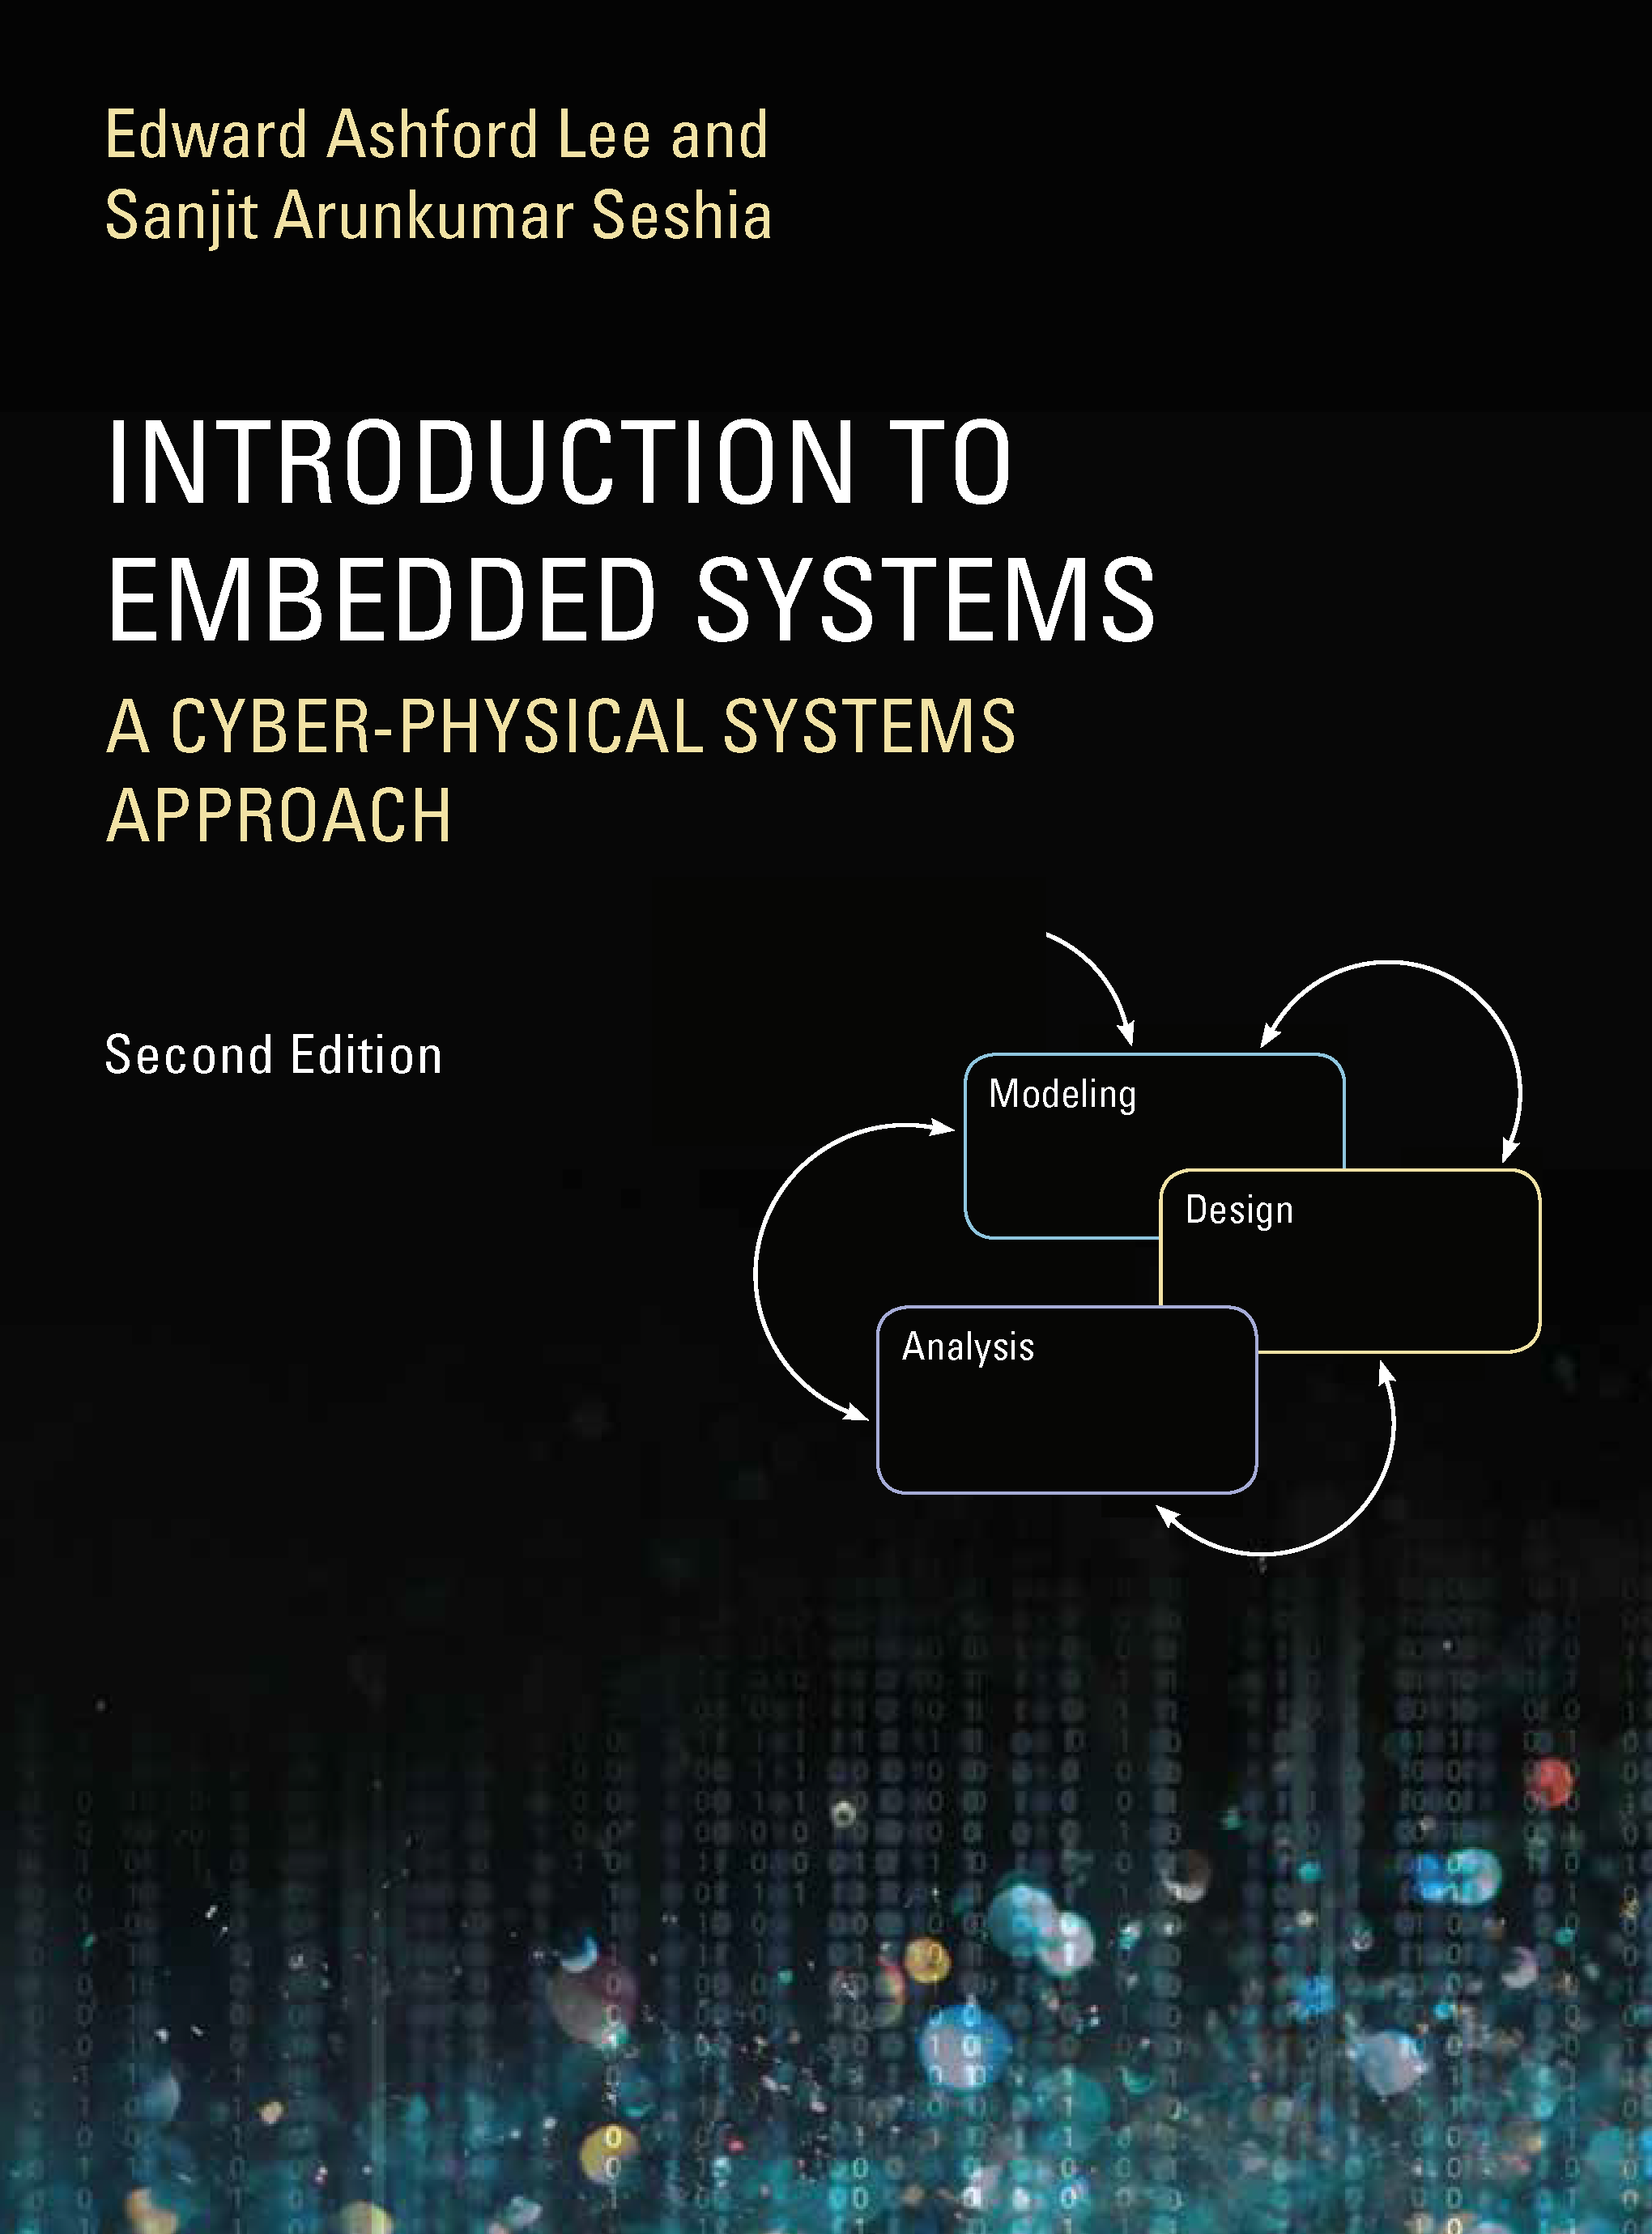 Edward Ashford Lee and
Sanjit Arunkumar Seshia
INTRODUCTION TO
EMBEDDED SYSTEMS
A CYBER-PHYSICAL SYSTEMS
APPROACH
Second Edition
Modeling
Design
Analysis